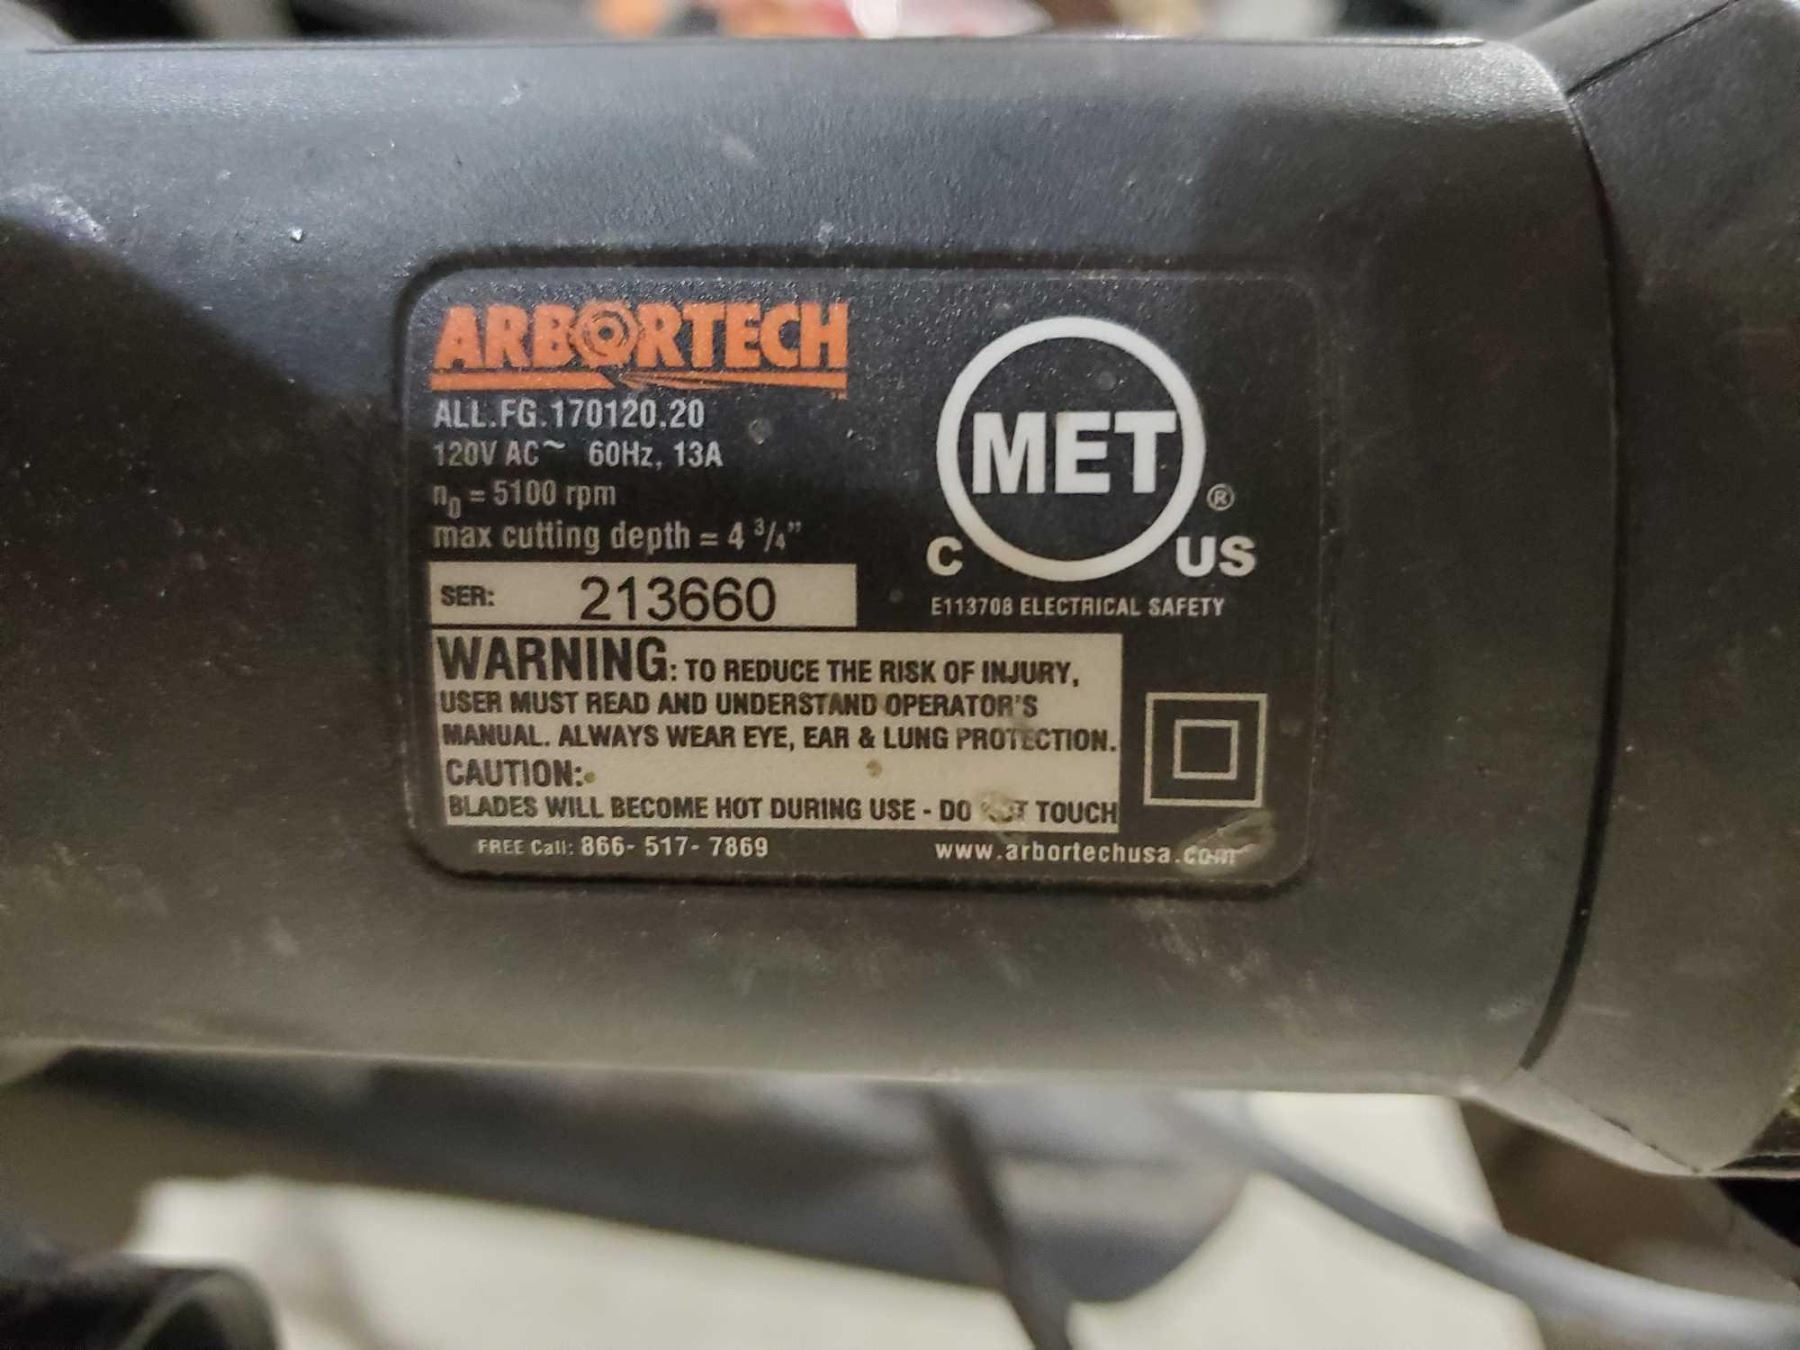 ARBORTECH
ALL.FG.170120.20
120V AC~ 60Hz, 13A
n0 = 5100 rpm
max cutting depth = 4 3/4"
SER: 213660
MET
®
C US
E113708 ELECTRICAL SAFETY
WARNING: TO REDUCE THE RISK OF INJURY,
USER MUST READ AND UNDERSTAND OPERATOR'S
MANUAL. ALWAYS WEAR EYE, EAR & LUNG PROTECTION.
CAUTION:
BLADES WILL BECOME HOT DURING USE - DO NOT TOUCH
FREE Call: 866- 517- 7869
www.arbortechusa.com